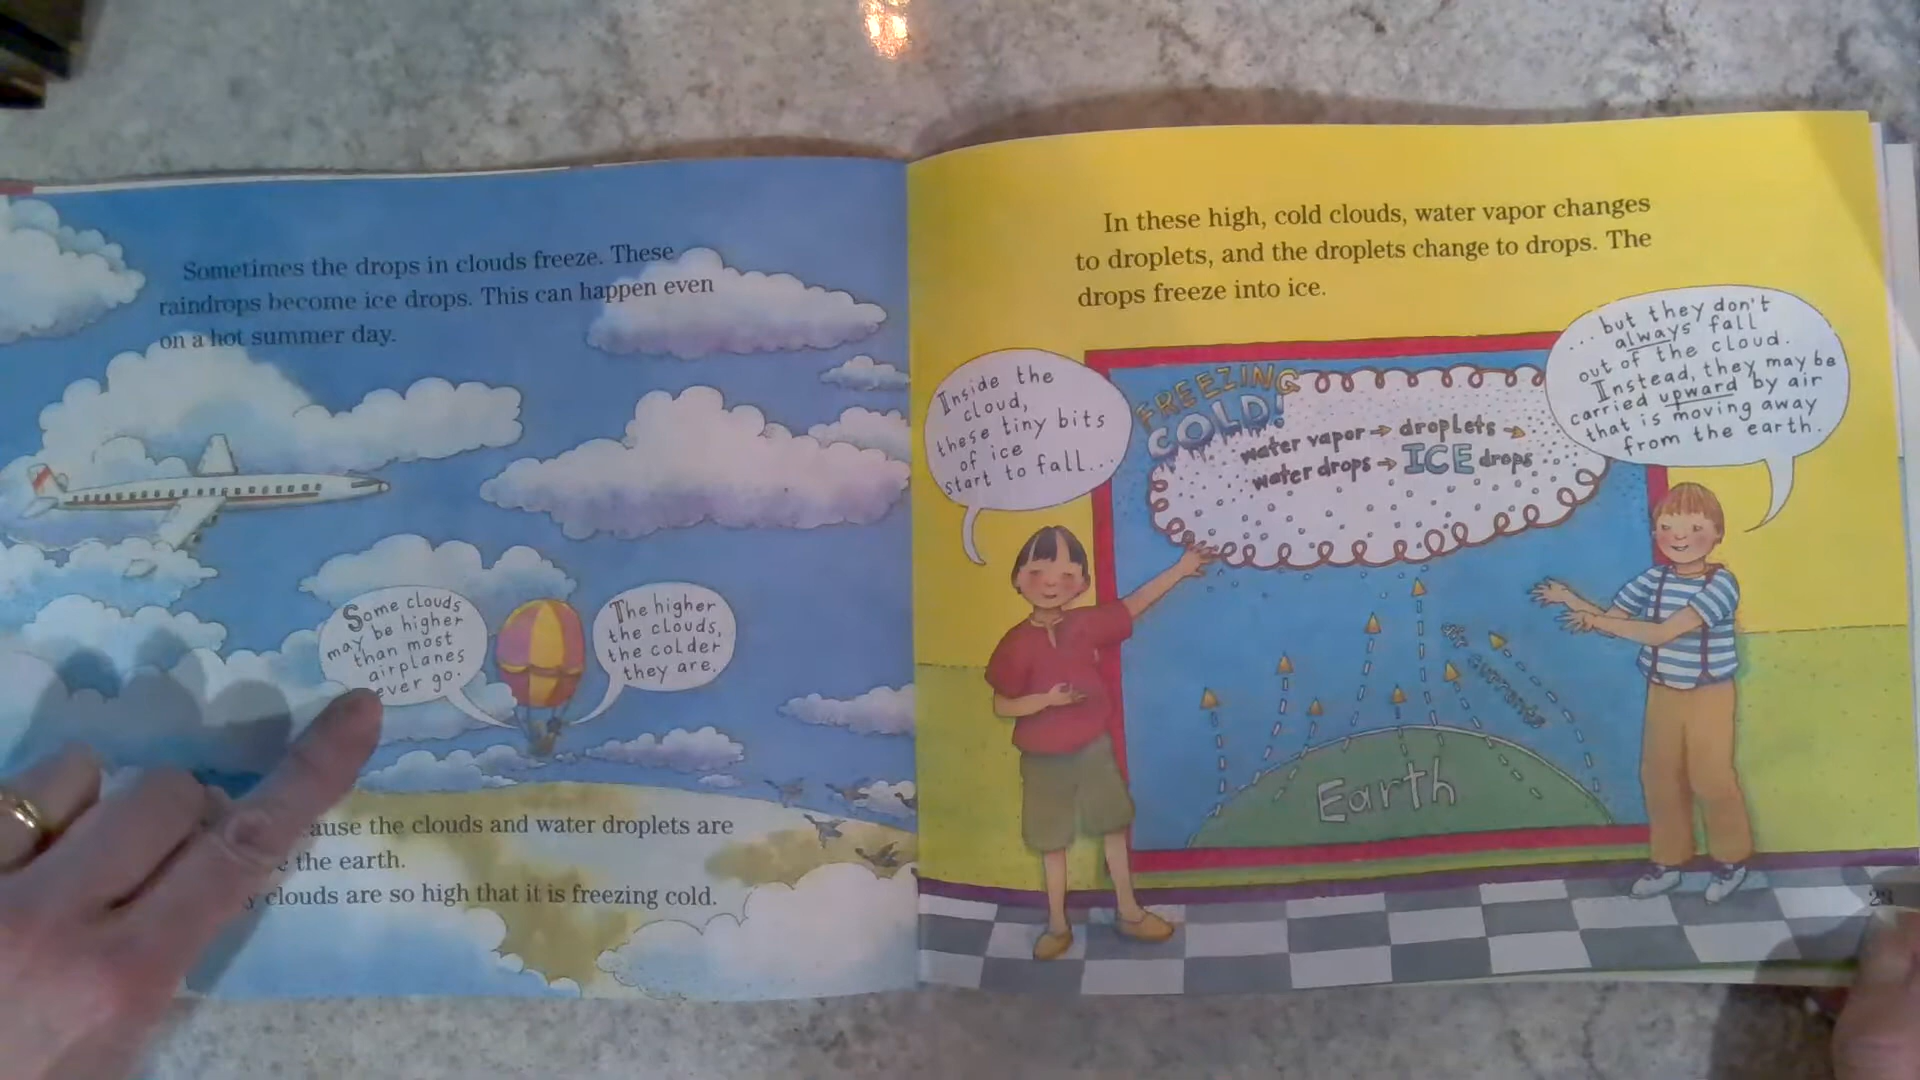 Sometimes the drops in clouds freeze. These
raindrops become ice drops. This can happen even
on a hot summer day.
Some clouds
may be higher
than most
airplanes
ever go.
The higher
the clouds,
the colder
they are.
ause the clouds and water droplets are
the earth.
clouds are so high that it is freezing cold.
In these high, cold clouds, water vapor changes
to droplets, and the droplets change to drops. The
drops freeze into ice.
Inside the
cloud,
these tiny bits
of ice
start to fall...
FREEZING
COLD!
water vapor → droplets →
water drops → ICE drops
... but they don't
always fall
out of the cloud.
Instead, they may be
carried upward by air
that is moving away
from the earth.
air currents
Earth